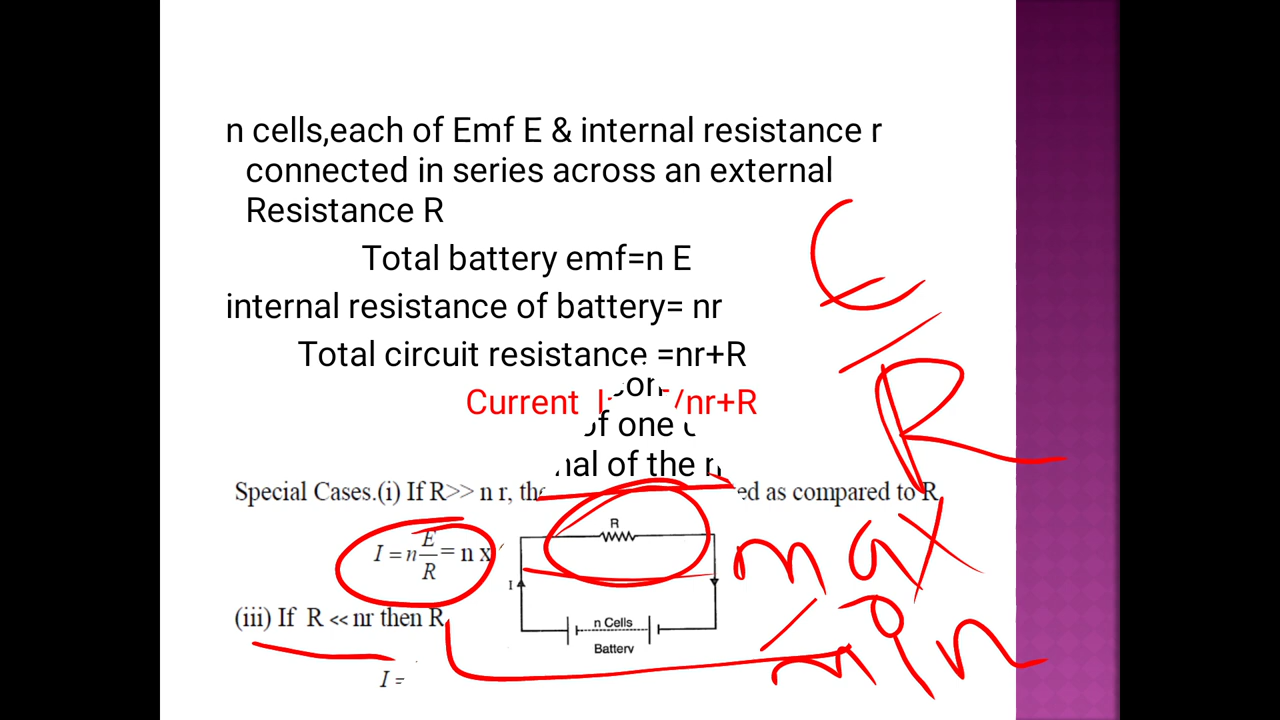 n cells,each of Emf E & internal resistance r
connected in series across an external
Resistance R
Total battery emf=n E
internal resistance of battery= nr
Total circuit resistance =nr+R
Current /nr+R
of one
of the
Special Cases.(i) If R>> n r, ed as compared to R
I = n E/R = n x
(iii) If R << nr then R
I =
R
I
n Cells
Battery
E
R
max
min